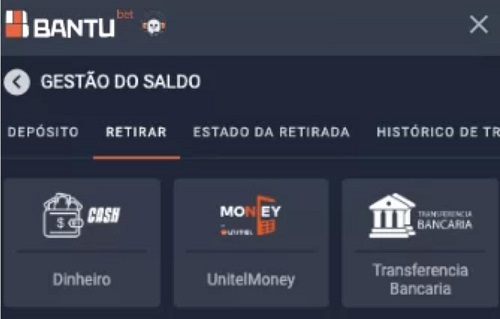 BANTU bet
GESTÃO DO SALDO
DEPÓSITO RETIRAR ESTADO DA RETIRADA HISTÓRICO DE TR
$ CASH MONEY TRANSFERENCIA
UNITEL BANCARIA
Dinheiro UnitelMoney Transferencia
Bancaria